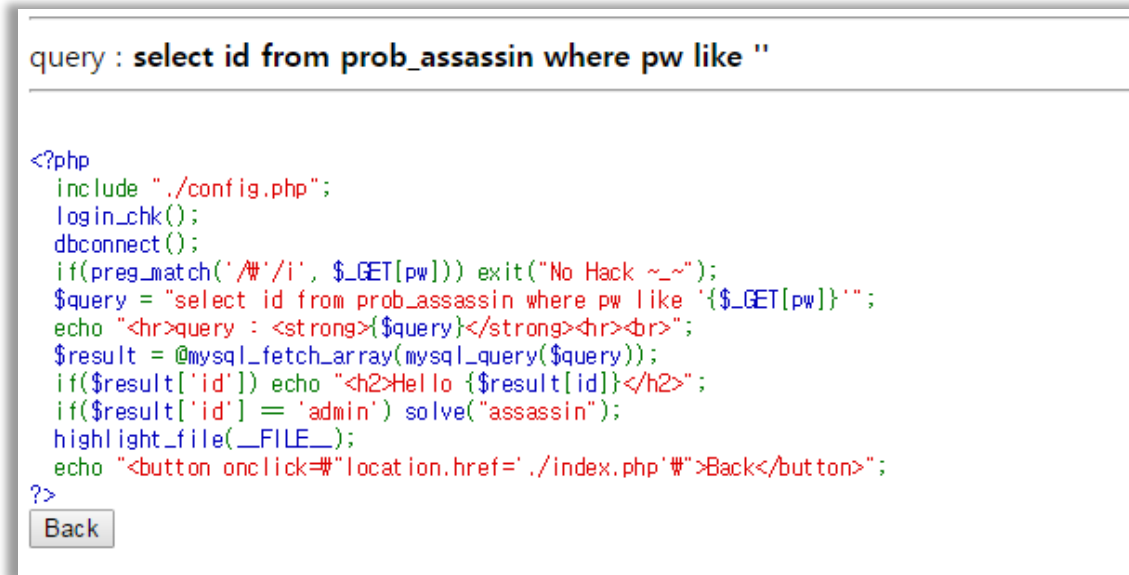 query : select id from prob_assassin where pw like ''
<?php
include "./config.php";
login_chk();
dbconnect();
if(preg_match('/₩'/i', $_GET[pw])) exit("No Hack ~_~");
$query = "select id from prob_assassin where pw like '{$_GET[pw]}'";
echo "<hr>query : <strong>{$query}</strong><hr><br>";
$result = @mysql_fetch_array(mysql_query($query));
if($result['id']) echo "<h2>Hello {$result[id]}</h2>";
if($result['id'] == 'admin') solve("assassin");
highlight_file(__FILE__);
echo "<button onclick=₩"location.href='./index.php'₩">Back</button>";
?>
Back